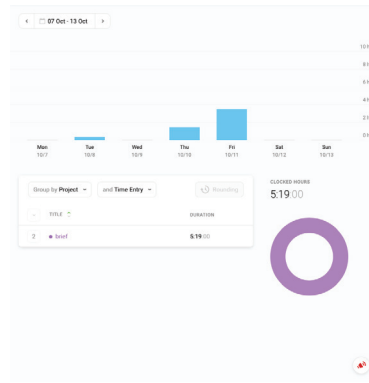 07 Oct - 13 Oct
10 h
8 h
6 h
4 h
2 h
0 h
Mon Tue Wed Thu Fri Sat Sun
10/7 10/8 10/9 10/10 10/11 10/12 10/13
Group by Project and Time Entry Rounding
TITLE DURATION
2 brief 5:19:00
CLOCKED HOURS
5:19:00